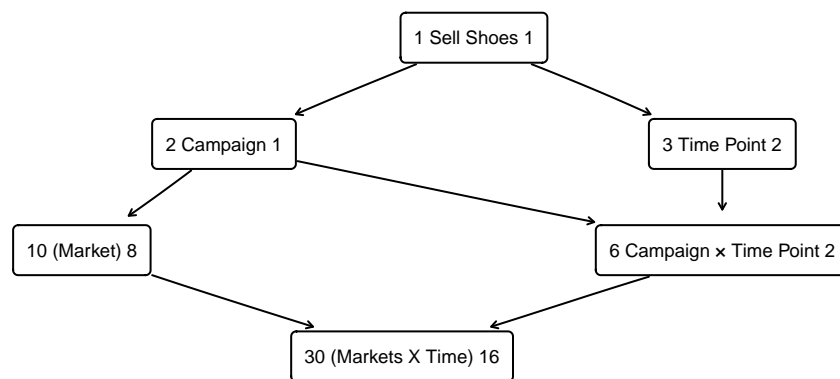 1 Sell Shoes 1
2 Campaign 1
3 Time Point 2
10 (Market) 8
6 Campaign × Time Point 2
30 (Markets X Time) 16